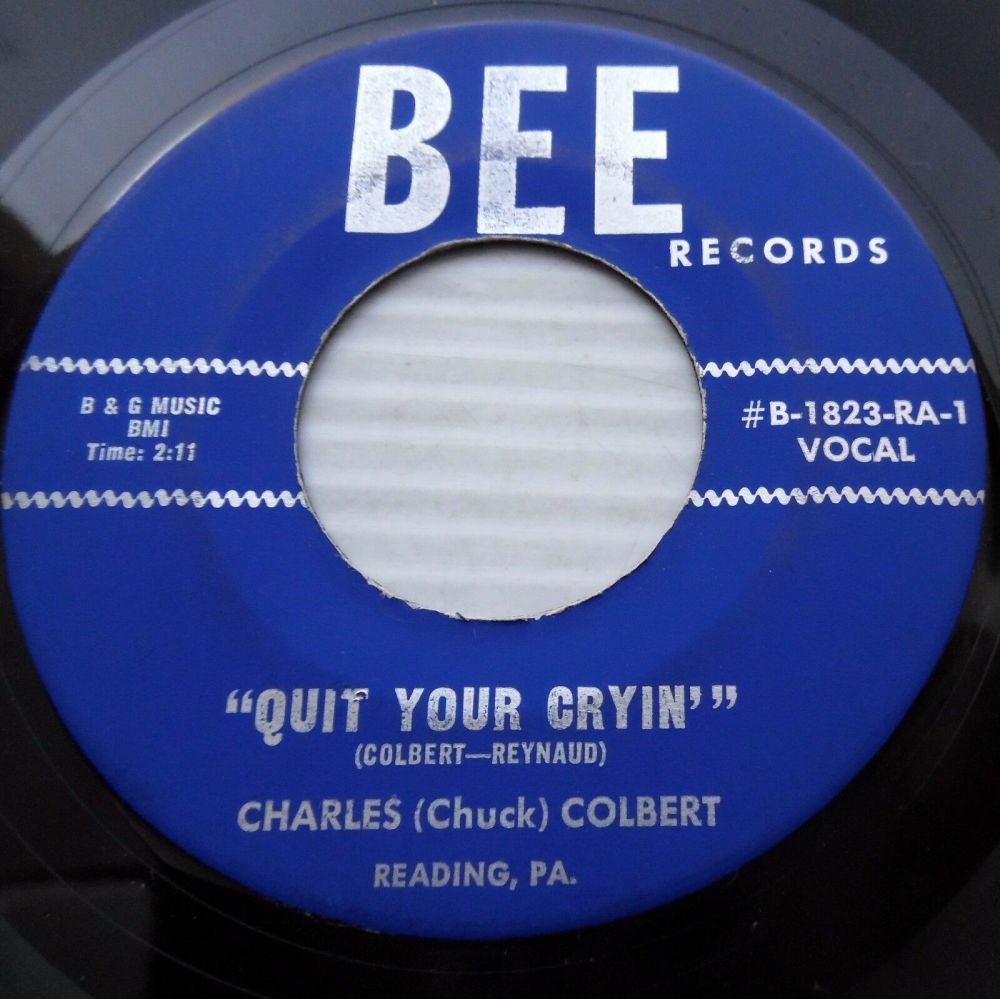 BEE
RECORDS
B & G MUSIC
BMI
Time: 2:11
#B-1823-RA-1
VOCAL
“QUIT YOUR CRYIN’”
(COLBERT—REYNAUD)
CHARLES (Chuck) COLBERT
READING, PA.